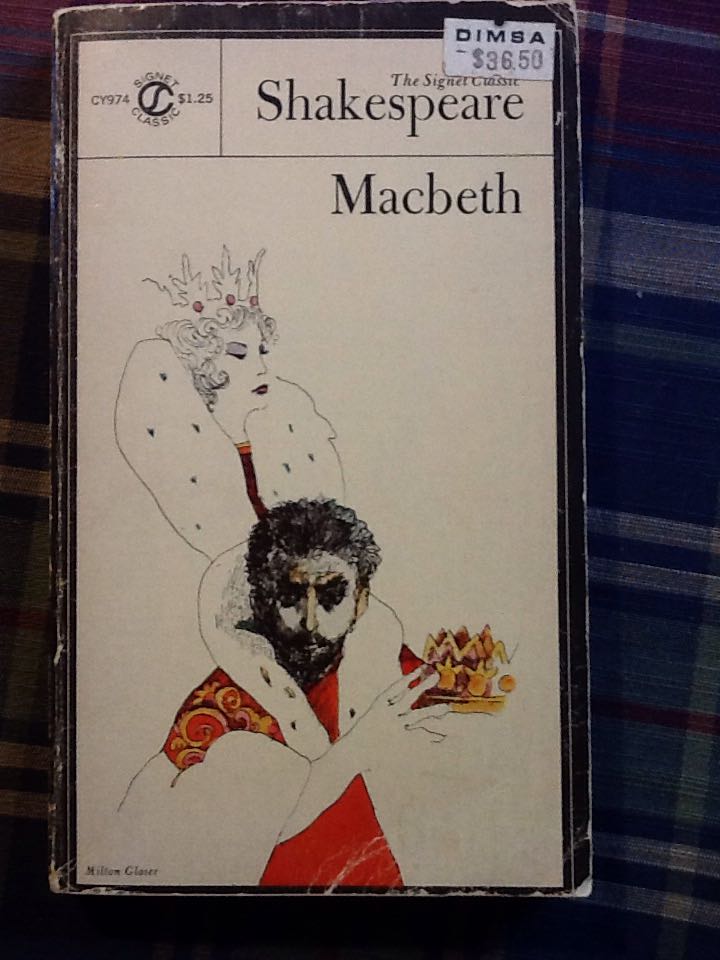 DIMSA
$36.50
CY974
SIGNET
CLASSIC
$1.25
The Signet Classic
Shakespeare
Macbeth
Milton Glaser